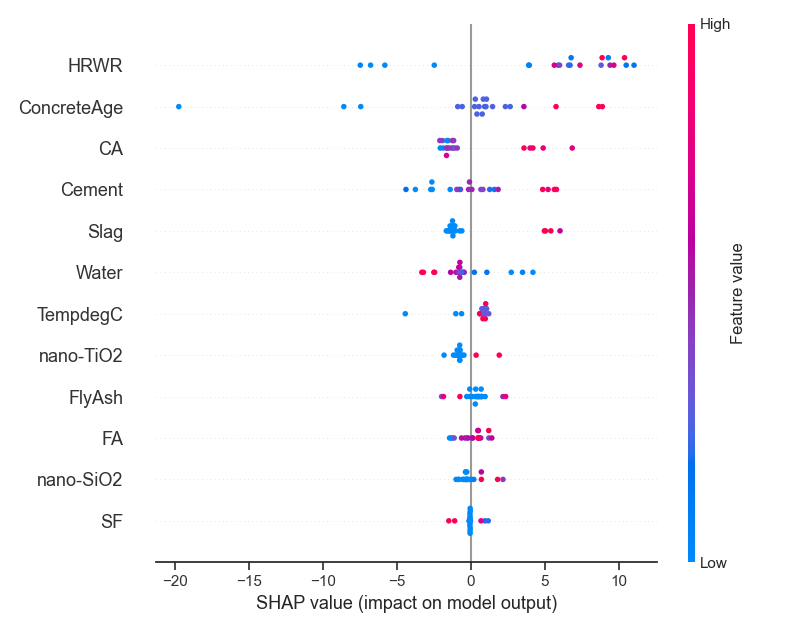 High
HRWR
ConcreteAge
CA
Cement
Slag
Water
TempdegC
nano-TiO2
FlyAsh
FA
nano-SiO2
SF
Feature value
Low
−20 −15 −10 −5 0 5 10
SHAP value (impact on model output)